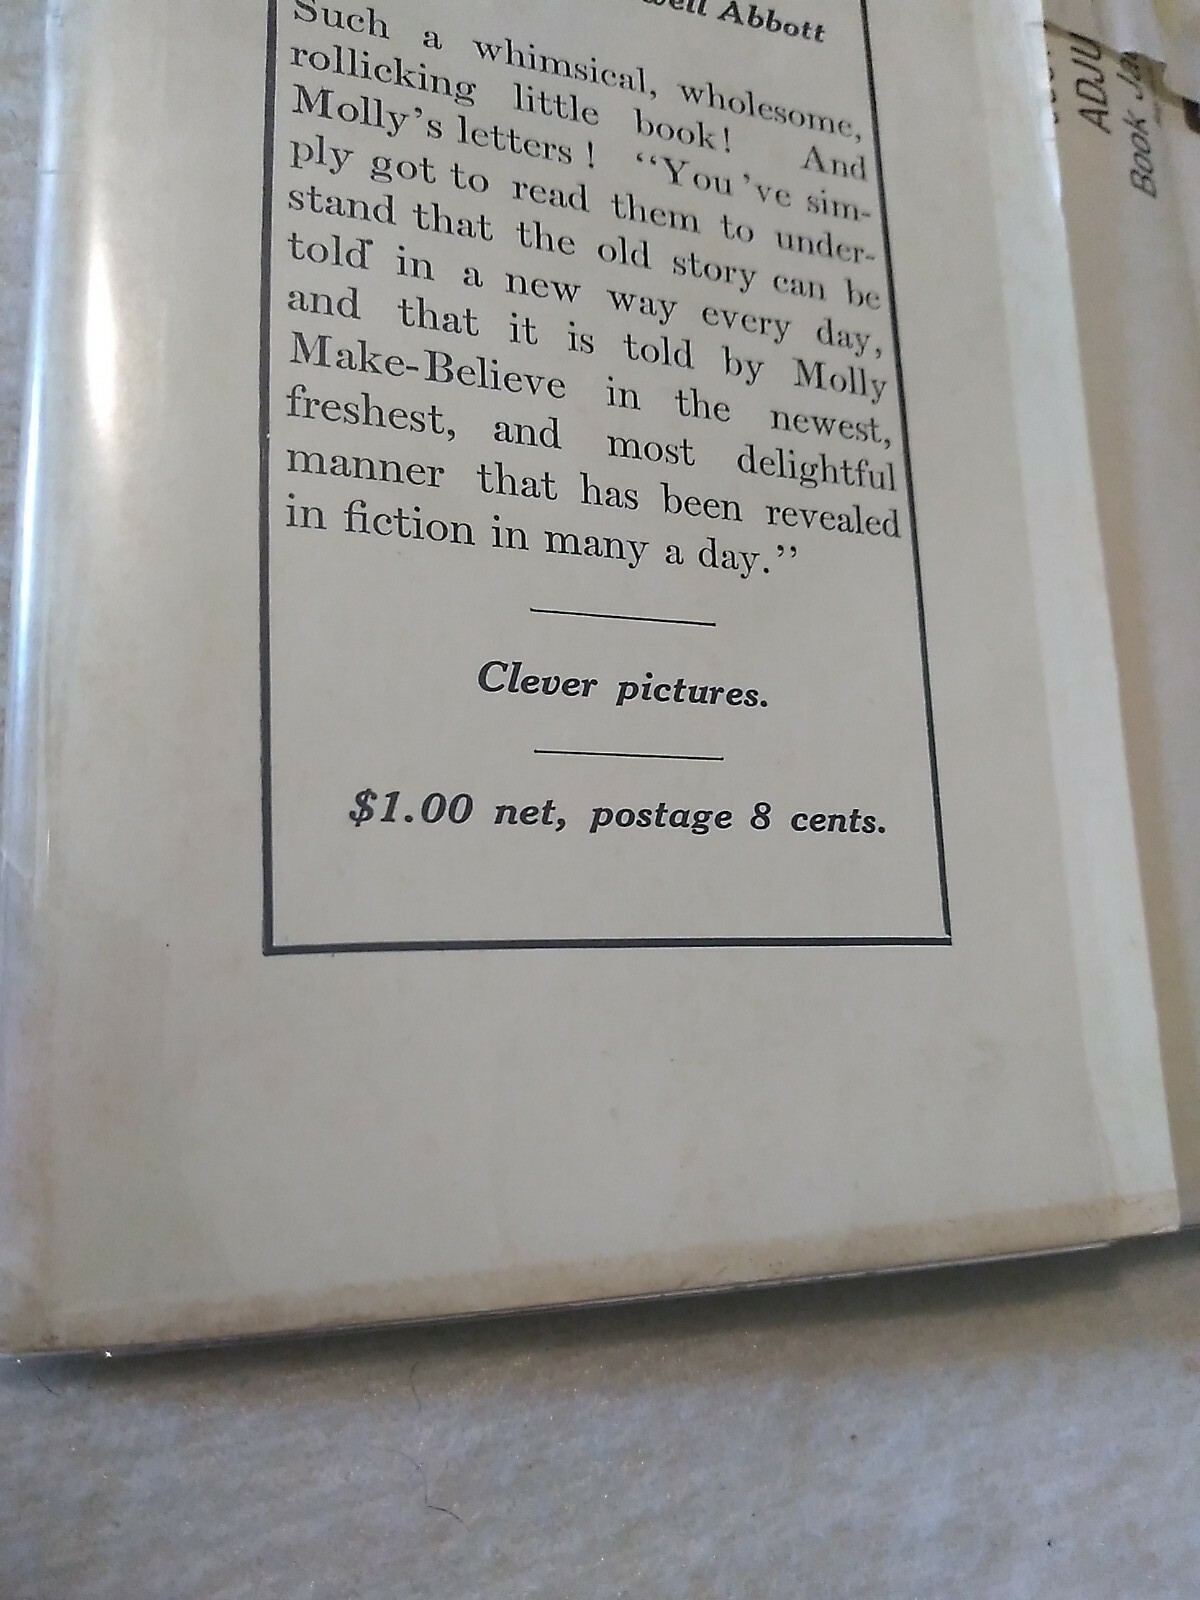 Abbott
Such a whimsical, wholesome,
rollicking little book! And
Molly's letters! "You've sim-
ply got to read them to under-
stand that the old story can be
told in a new way every day,
and that it is told by Molly
Make-Believe in the newest,
freshest, and most delightful
manner that has been revealed
in fiction in many a day."
Clever pictures.
$1.00 net, postage 8 cents.
ADJU
Book